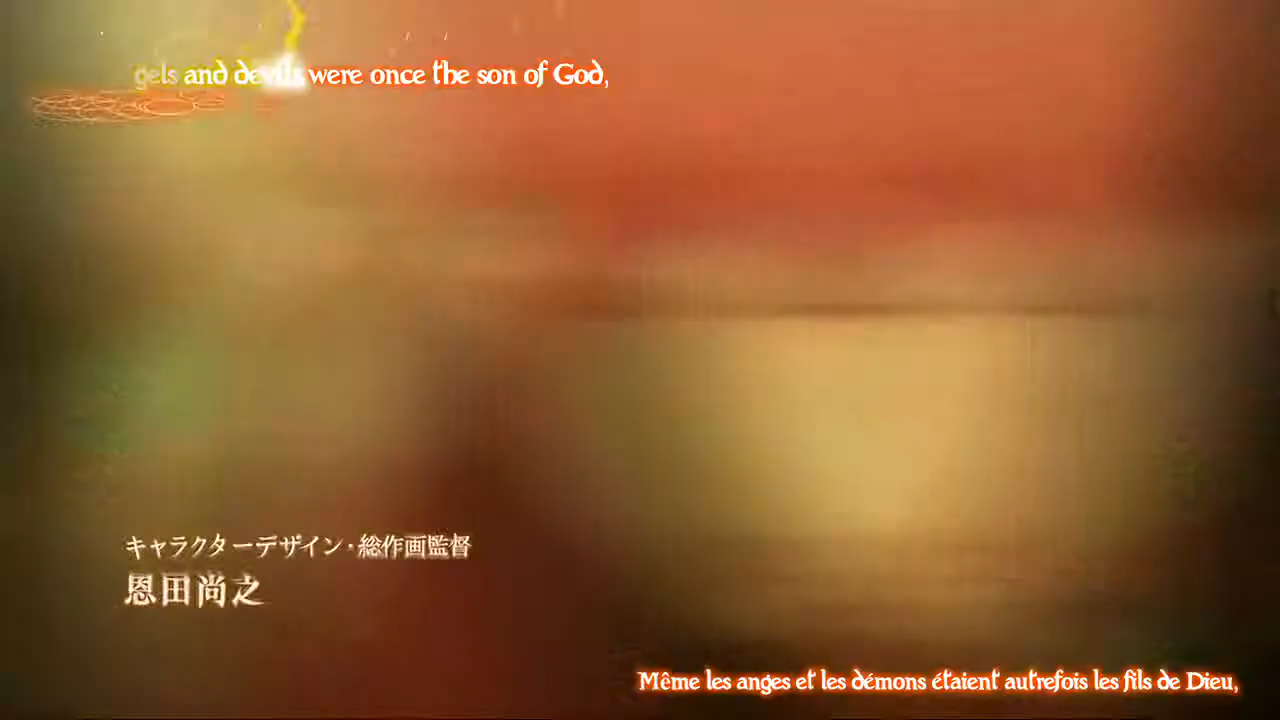 gels and devils were once the son of God,
キャラクターデザイン・総作画監督
恩田尚之
Même les anges et les démons étaient autrefois les fils de Dieu,